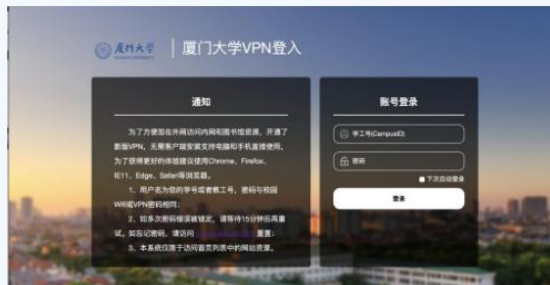 厦门大学
厦门大学VPN登入
通知
为了方便您在外网访问内网和图书馆资源，开通了
新版VPN，无需客户端安装支持电脑和手机直接使用。
为了获得更好的体验建议使用Chrome、Firefox、
IE11、Edge、Safari等浏览器。
1、用户名为您的学号或者教工号，密码与校园
Wifi或VPN密码相同；
2、如多次密码错误被锁定，请等待15分钟后再重
试。如忘记密码，请访问 重置；
3、本系统仅限于访问首页列表中的网站资源。
账号登录
学工号(CampusID)
密码
下次自动登录
登录